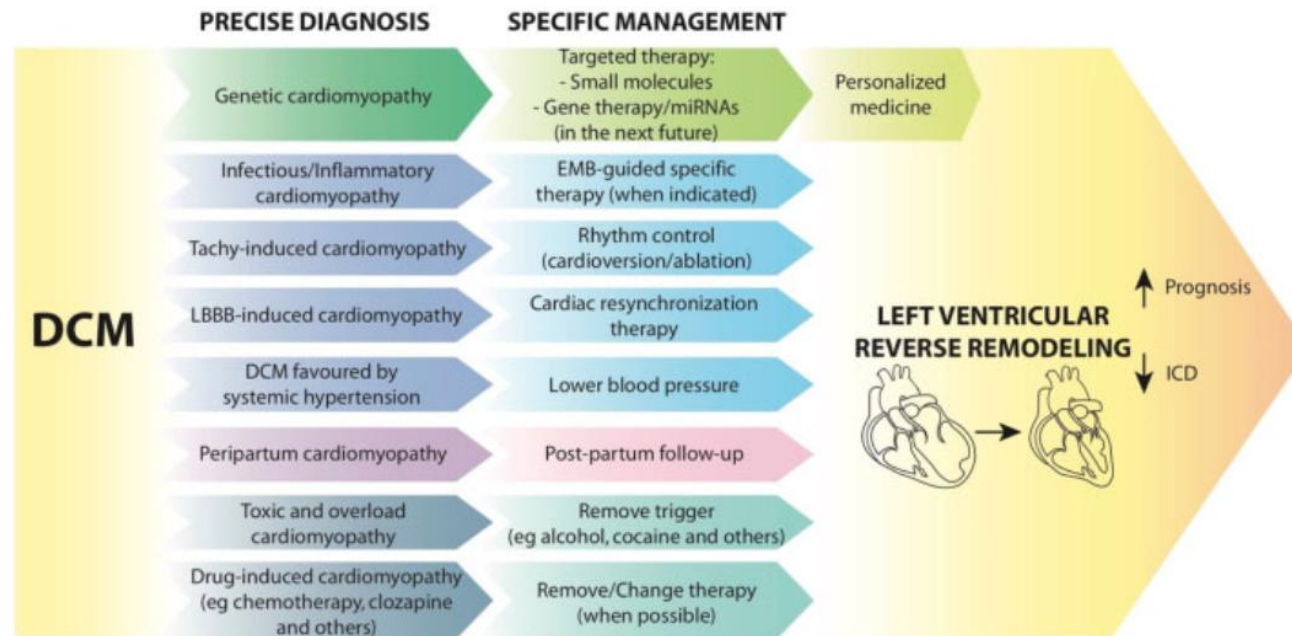 PRECISE DIAGNOSIS
SPECIFIC MANAGEMENT
DCM
Genetic cardiomyopathy
Targeted therapy:
- Small molecules
- Gene therapy/miRNAs
(in the next future)
Personalized
medicine
Infectious/Inflammatory
cardiomyopathy
EMB-guided specific
therapy (when indicated)
Tachy-induced cardiomyopathy
Rhythm control
(cardioversion/ablation)
LBBB-induced cardiomyopathy
Cardiac resynchronization
therapy
DCM favoured by
systemic hypertension
Lower blood pressure
Peripartum cardiomyopathy
Post-partum follow-up
Toxic and overload
cardiomyopathy
Remove trigger
(eg alcohol, cocaine and others)
Drug-induced cardiomyopathy
(eg chemotherapy, clozapine
and others)
Remove/Change therapy
(when possible)
LEFT VENTRICULAR
REVERSE REMODELING
Prognosis
ICD